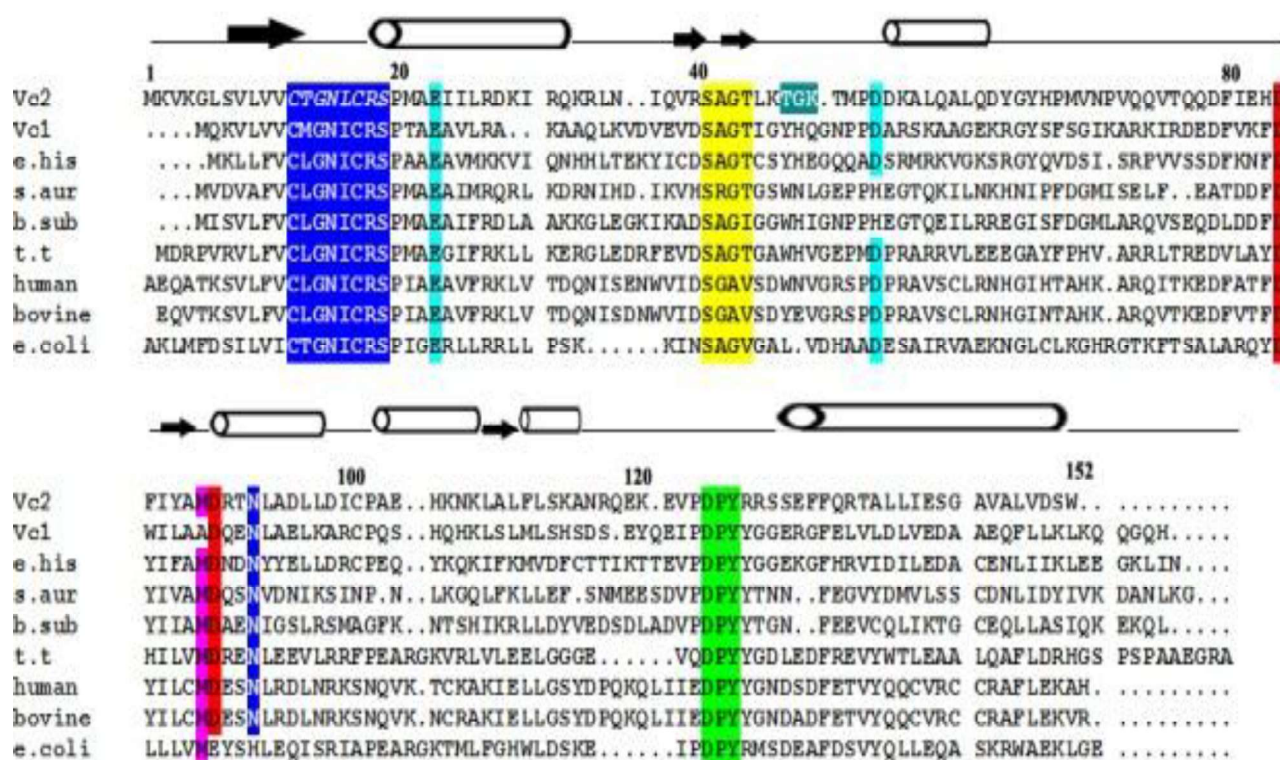 1 20 40 80
Vc2 MKVKGLSVLVVCTGNLCRSPMAEIILRDKI RQKRLN..IQVRSAGTLKTGK.TMPDDKALQALQDYGYHPMVNPVQQVTQQDFIEH
Vc1 ....MQKVLVVCMGNICRSPTAEAVLRA.. KAAQLKVDVEVDSAGTIGYHQGNPPDARSKAAGEKRGYSFSGIKARKIRDEDFVKF
e.his ....MKLLFVCLGNICRSPAAEAVMKKVI QNHHLTEKYICDSAGTCSYHEGQQADSRMRKVGKSRGYQVDSI.SRPVVSSDFKNF
s.aur ...MVDVAFVCLGNICRSPMAEAIMRQRL KDRNIHD.IKVHSRGTGSWNLGEPPHEGTQKILNKHNIPFDGMISELF..EATDDF
b.sub ...MISVLFVCLGNICRSPMAEAIFRDLA AKKGLEGKIKADSAGIGGWHIGNPPHEGTQEILRREGISFDGMLARQVSEQDLDDF
t.t MDRPVRVLFVCLGNICRSPMAEGIFRKLL KERGLEDRFEVDSAGTGAWHVGEPMDPRARRVLEEEGAYFPHV.ARRLTREDVLAY
human AEQATKSVLFVCLGNICRSPIAEAVFRKLV TDQNISENWVIDSGAVSDWNVGRSPDPRAVSCLRNHGIHTAHK.ARQITKEDFATF
bovine EQVTKSVLFVCLGNICRSPIAEAVFRKLV TDQNISDNWVIDSGAVSDYEVGRSPDPRAVSCLRNHGINTAHK.ARQVTKEDFVTF
e.coli AKLMFDSILVICTGNICRSPIGERLLRRLL PSK......KINSAGVGAL.VDHAADESAIRVAEKNGLCLKGHRGTKFTSALARQY
100 120 152
Vc2 FIYAMDRTNLADLLDICPAE..HKNKLALFLSKANRQEK.EVPDPYRRSSEFFQRTALLIESG AVALVDSW.. .........
Vc1 WILAADQENLAELKARCPQS..HQHKLSLMLSHSDS.EYQEIPDPYYGGERGFELVLDLVEDA AEQFLLKLKQ QGQH.....
e.his YIFAMDNDNYYELLDRCPEQ..YKQKIFKMVDFCTTIKTTEVPDPYYGGEKGFHRVIDILEDA CENLIIKLEE GKLIN....
s.aur YIVAMDQSNVDNIKSINP.N..LKGQLFKLLEF.SNMEESDVPDPYYTNN..FEGVYDMVLSS CDNLIDYIVK DANLKG...
b.sub YIIAMDAENIGSLRSMAGFK..NTSHIKRLLDYVEDSDLADVPDPYYTGN..FEEVCQLIKTG CEQLLASIQK EKQL.....
t.t HILVMDRENLEEVLRRFPEARGKVRLVLEELGGGE......VQDPYYGDLEDFREVYWTLEAA LQAFLDRHGS PSPAAEGRA
human YILCMDESNLRDLNRKSNQVK.TCKAKIELLGSYDPQKQLIIEDPYYGNDSDFETVYQQCVRC CRAFLEKAH. .........
bovine YILCMDESNLRDLNRKSNQVK.NCRAKIELLGSYDPQKQLIIEDPYYGNDADFETVYQQCVRC CRAFLEKVR. .........
e.coli LLLVMEYSHLEQISRIAPEARGKTMLFGHWLDSKE......IPDPYRMSDEAFDSVYQLLEQA SKRWAEKLGE .........